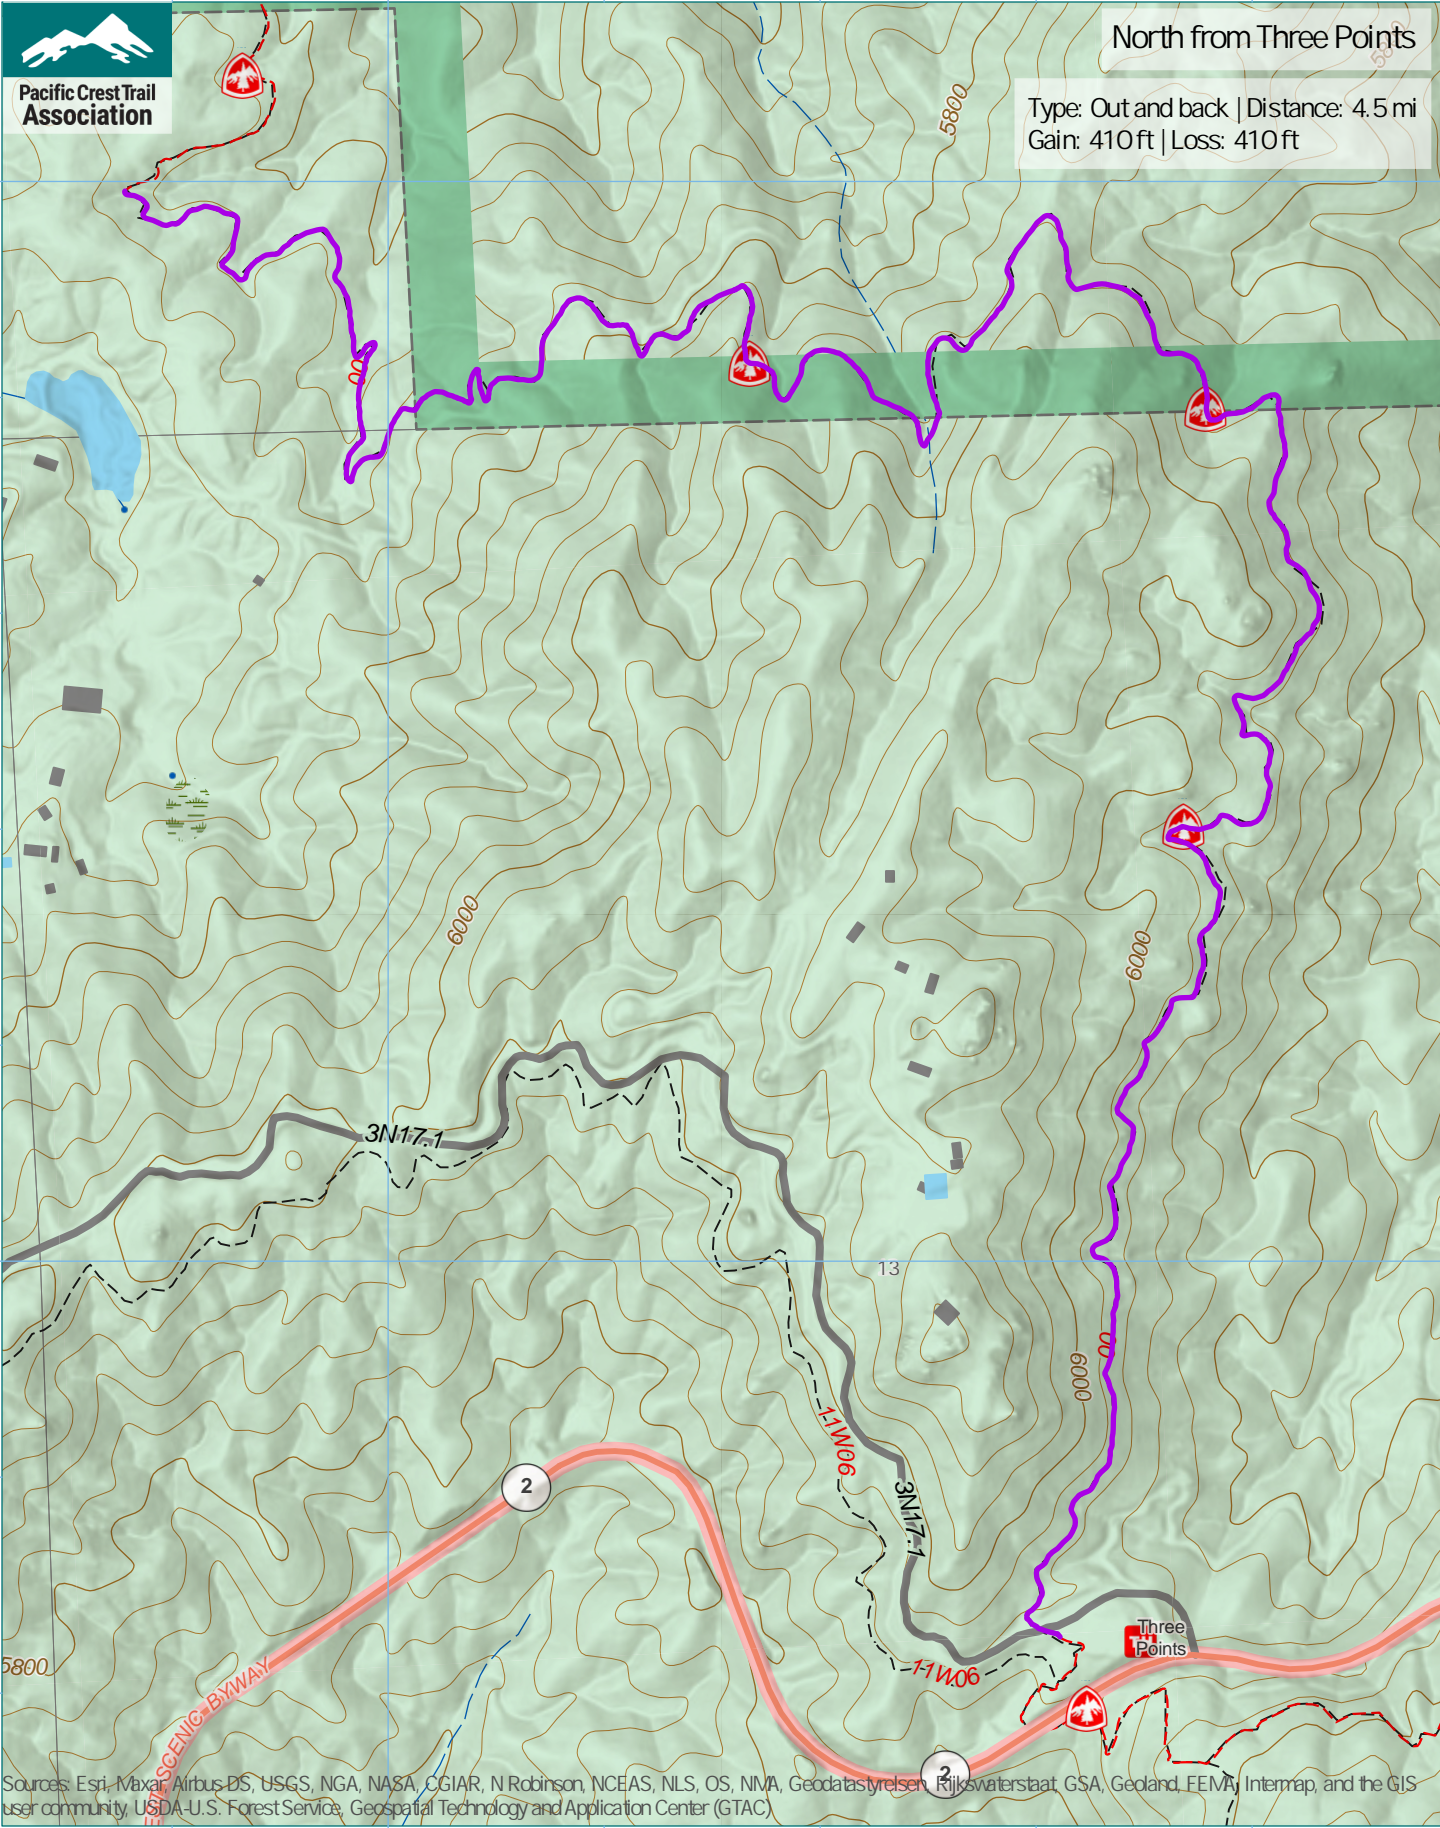 Pacific Crest Trail
Association
North from Three Points
Type: Out and back | Distance: 4.5 mi
Gain: 410 ft | Loss: 410 ft
5800
5800
00
6000
6000
3N17.1
13
00
6000
11W06
3N17.1
2
Three
Points
11W06
5800
SCENIC BYWAY
2
Sources: Esri, Maxar, Airbus DS, USGS, NGA, NASA, CGIAR, N Robinson, NCEAS, NLS, OS, NMA, Geodatastyrelsen, Rijkswaterstaat, GSA, Geoland, FEMA, Intermap, and the GIS
user community, USDA-U.S. Forest Service, Geospatial Technology and Application Center (GTAC)